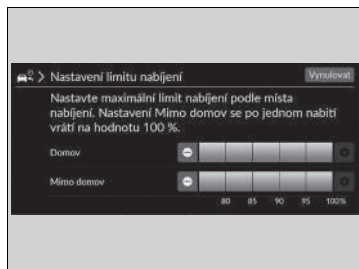 Nastavení limitu nabíjení
Vynulovat
Nastavte maximální limit nabíjení podle místa
nabíjení. Nastavení Mimo domov se po jednom nabití
vrátí na hodnotu 100 %.
Domov
Mimo domov
80 85 90 95 100%